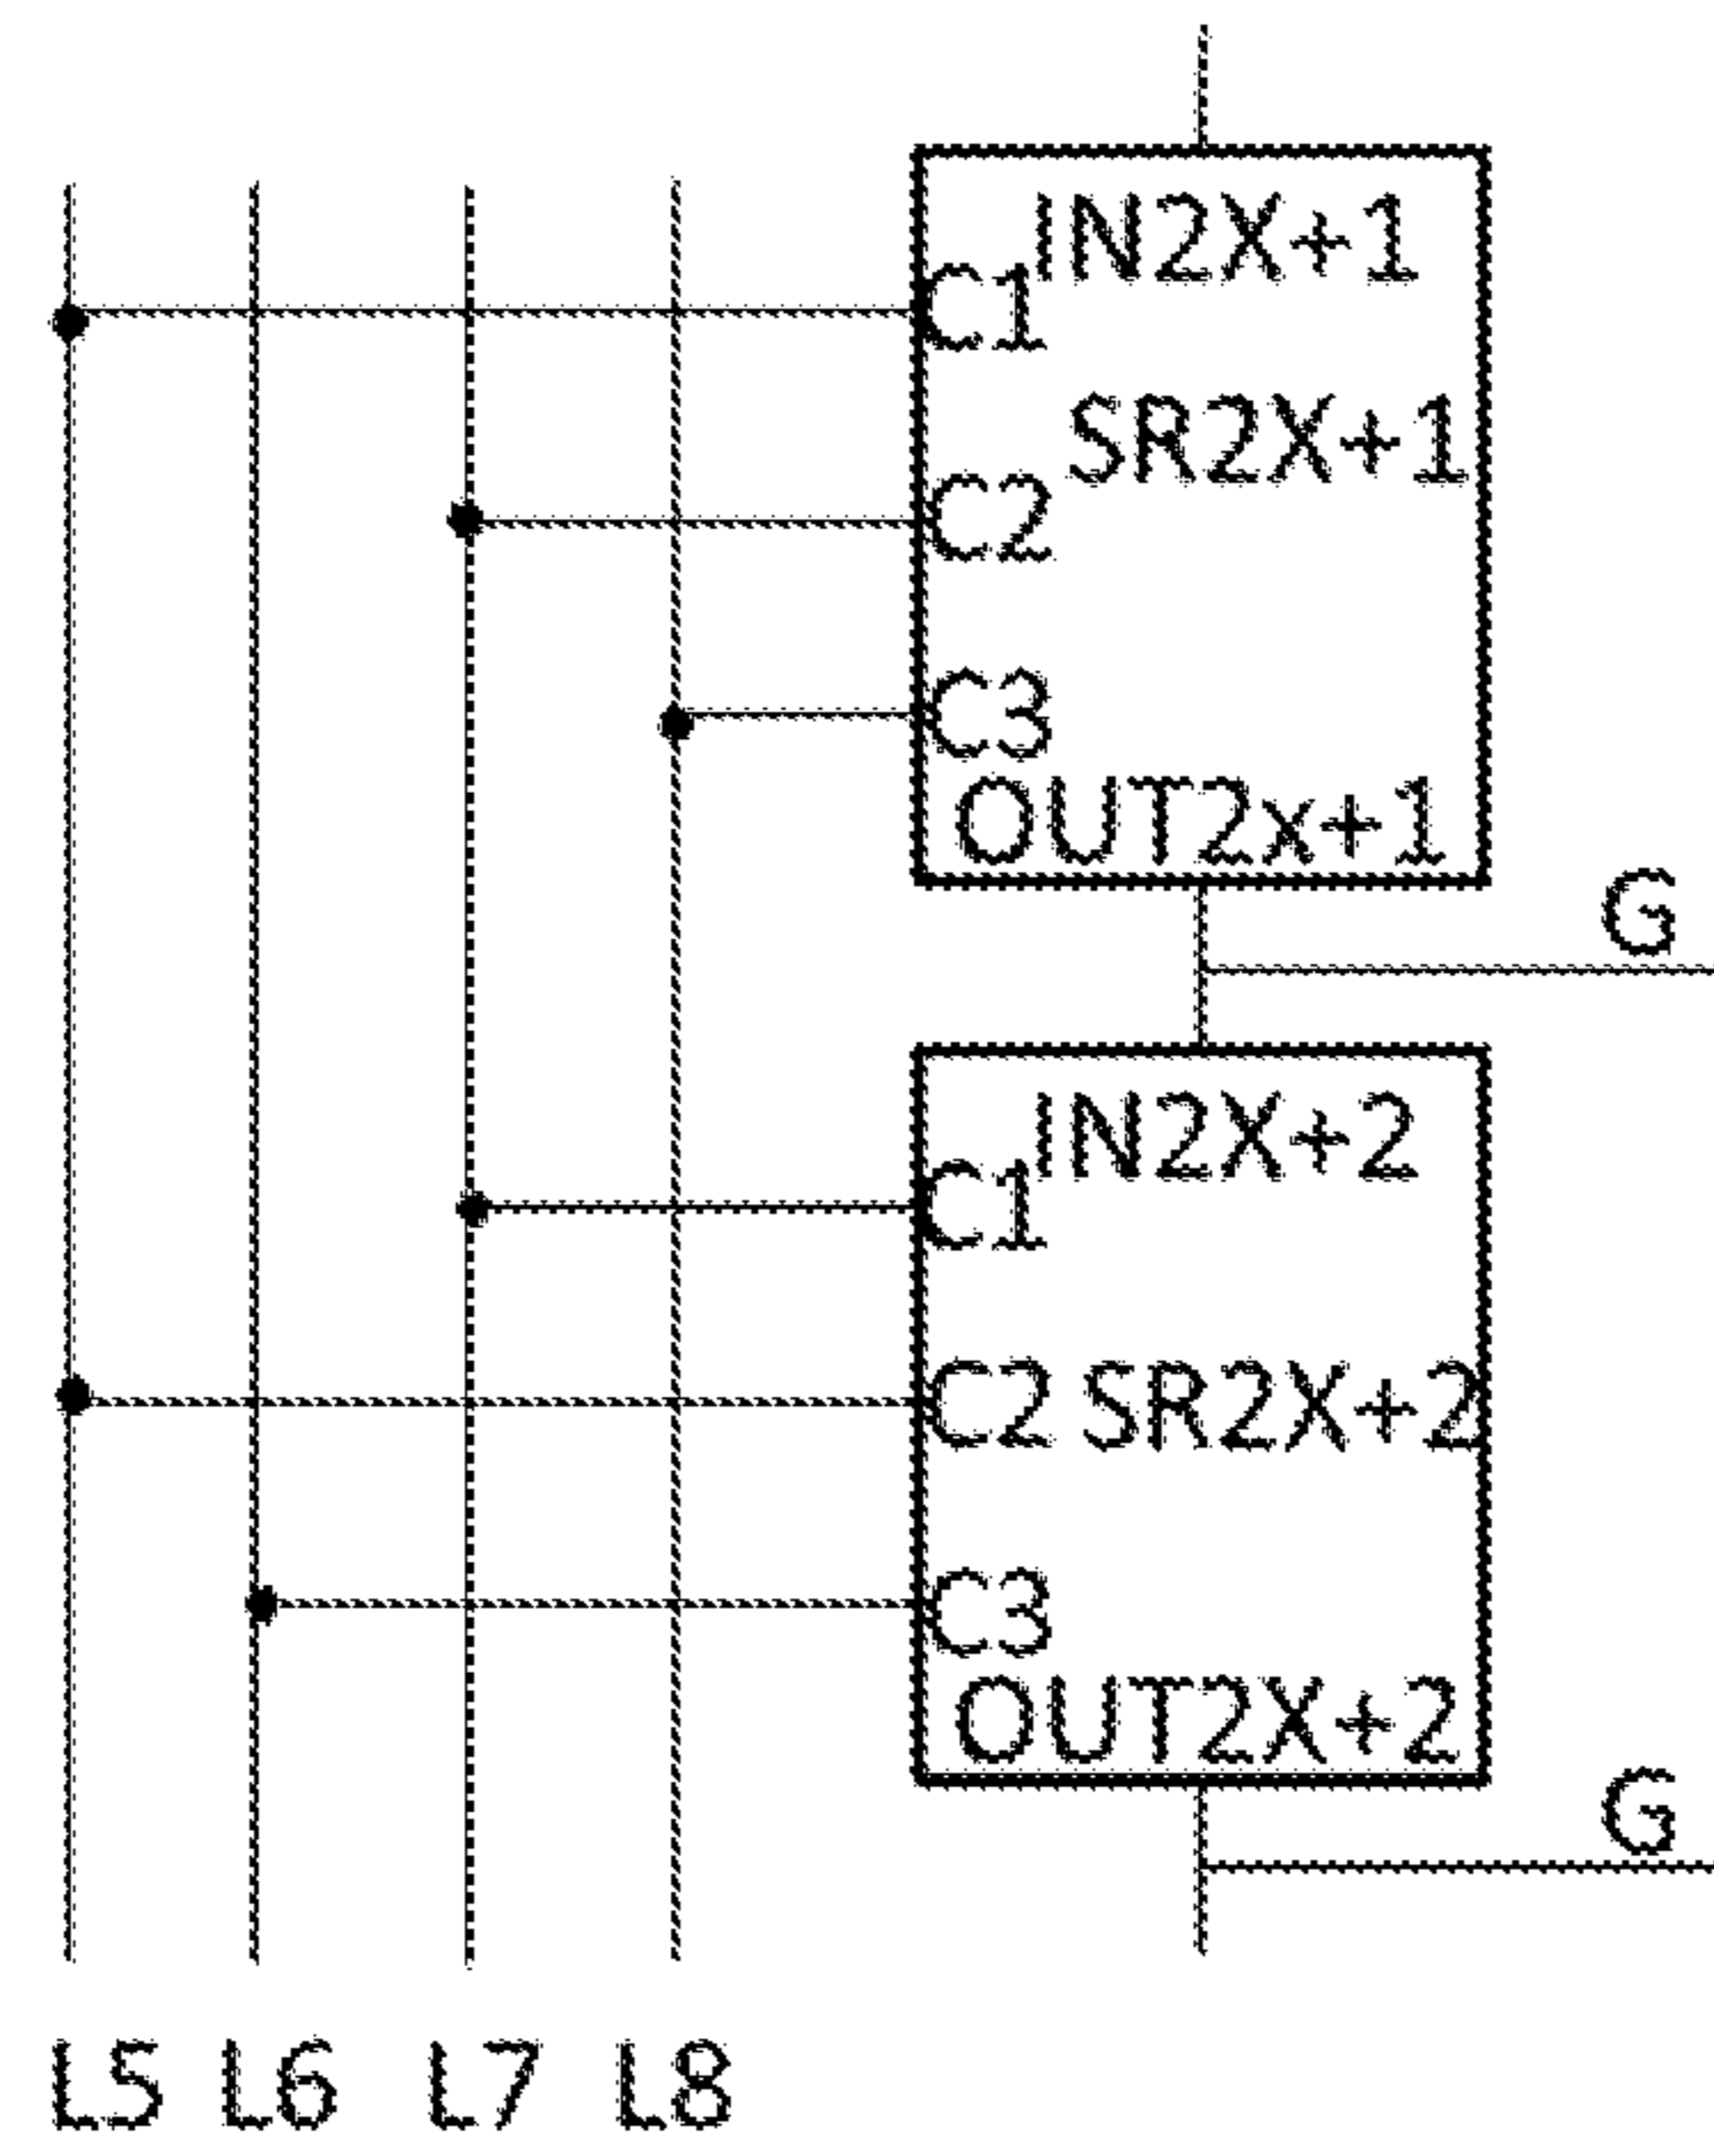 IN2X+1
C1
SR2X+1
C2
C3
OUT2x+1
G
IN2X+2
C1
C2 SR2X+2
C3
OUT2X+2
G
L5 L6 L7 L8